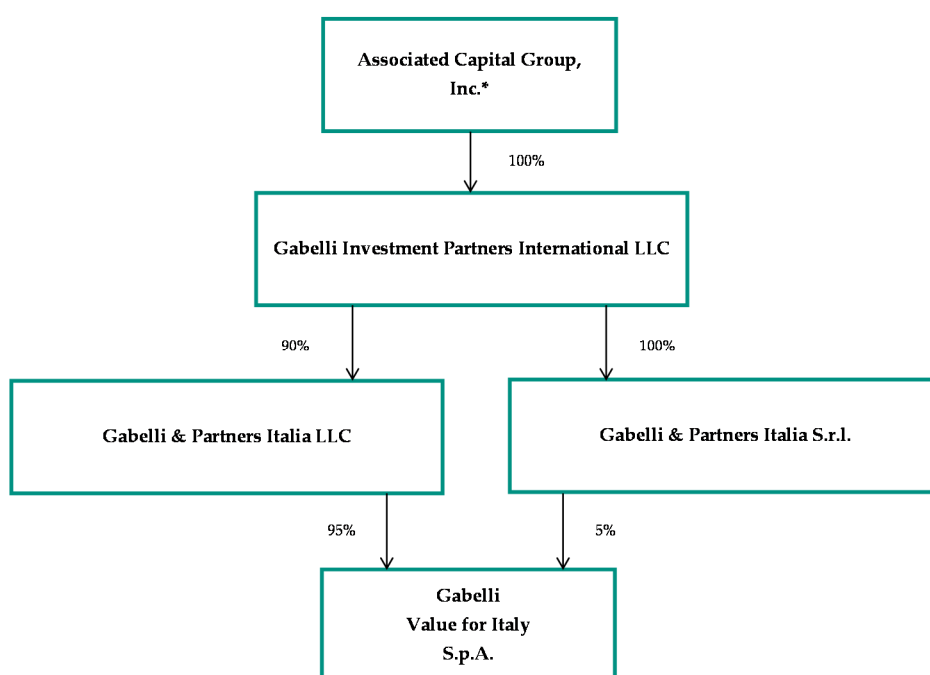 Associated Capital Group,
Inc.*
100%
Gabelli Investment Partners International LLC
90%
100%
Gabelli & Partners Italia LLC
Gabelli & Partners Italia S.r.l.
95%
5%
Gabelli
Value for Italy
S.p.A.